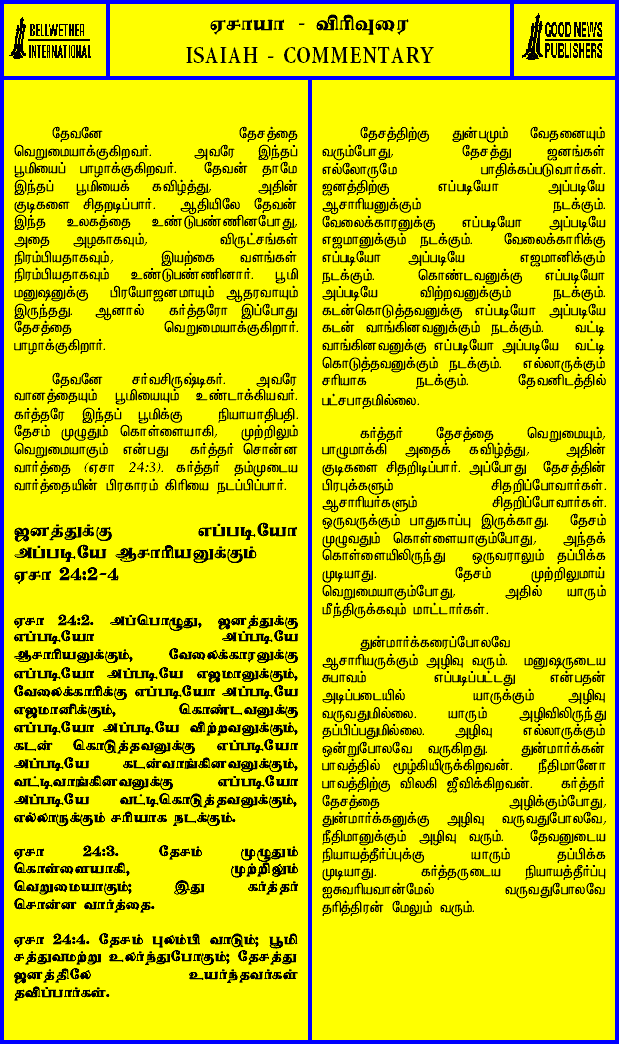 BELLWETHER
INTERNATIONAL
ஏசாயா - விரிவுரை
ISAIAH - COMMENTARY
GOOD NEWS
PUBLISHERS
தேவனே தேசத்தை
வெறுமையாக்குகிறவர். அவரே இந்தப்
பூமியைப் பாழாக்குகிறவர். தேவன் தாமே
இந்தப் பூமியைக் கவிழ்த்து, அதின்
குடிகளை சிதறடிப்பார். ஆதியிலே தேவன்
இந்த உலகத்தை உண்டுபண்ணினபோது,
அதை அழகாகவும், விருட்சங்கள்
நிரம்பியதாகவும், இயற்கை வளங்கள்
நிரம்பியதாகவும் உண்டுபண்ணினார். பூமி
மனுஷனுக்கு பிரயோஜனமாயும் ஆதரவாயும்
இருந்தது. ஆனால் கர்த்தரோ இப்போது
தேசத்தை வெறுமையாக்குகிறார்.
பாழாக்குகிறார்.
தேவனே சர்வசிருஷ்டிகர். அவரே
வானத்தையும் பூமியையும் உண்டாக்கியவர்.
கர்த்தரே இந்தப் பூமிக்கு நியாயாதிபதி.
தேசம் முழுதும் கொள்ளையாகி, முற்றிலும்
வெறுமையாகும் என்பது கர்த்தர் சொன்ன
வார்த்தை (ஏசா 24:3). கர்த்தர் தம்முடைய
வார்த்தையின் பிரகாரம் கிரியை நடப்பிப்பார்.
ஜனத்துக்கு எப்படியோ
அப்படியே ஆசாரியனுக்கும்
ஏசா 24:2-4
ஏசா 24:2. அப்பொழுது, ஜனத்துக்கு
எப்படியோ அப்படியே
ஆசாரியனுக்கும், வேலைக்காரனுக்கு
எப்படியோ அப்படியே எஜமானுக்கும்,
வேலைக்காரிக்கு எப்படியோ அப்படியே
எஜமானிக்கும், கொண்டவனுக்கு
எப்படியோ அப்படியே விற்றவனுக்கும்,
கடன் கொடுத்தவனுக்கு எப்படியோ
அப்படியே கடன்வாங்கினவனுக்கும்,
வட்டிவாங்கினவனுக்கு எப்படியோ
அப்படியே வட்டிகொடுத்தவனுக்கும்,
எல்லாருக்கும் சரியாக நடக்கும்.
ஏசா 24:3. தேசம் முழுதும்
கொள்ளையாகி, முற்றிலும்
வெறுமையாகும்; இது கர்த்தர்
சொன்ன வார்த்தை.
ஏசா 24:4. தேசம் புலம்பி வாடும்; பூமி
சத்துவமற்று உலர்ந்துபோகும்; தேசத்து
ஜனத்திலே உயர்ந்தவர்கள்
தவிப்பார்கள்.
தேசத்திற்கு துன்பமும் வேதனையும்
வரும்போது, தேசத்து ஜனங்கள்
எல்லோருமே பாதிக்கப்படுவார்கள்.
ஜனத்திற்கு எப்படியோ அப்படியே
ஆசாரியனுக்கும் நடக்கும்.
வேலைக்காரனுக்கு எப்படியோ அப்படியே
எஜமானுக்கும் நடக்கும். வேலைக்காரிக்கு
எப்படியோ அப்படியே எஜமானிக்கும்
நடக்கும். கொண்டவனுக்கு எப்படியோ
அப்படியே விற்றவனுக்கும் நடக்கும்.
கடன்கொடுத்தவனுக்கு எப்படியோ அப்படியே
கடன் வாங்கினவனுக்கும் நடக்கும். வட்டி
வாங்கினவனுக்கு எப்படியோ அப்படியே வட்டி
கொடுத்தவனுக்கும் நடக்கும். எல்லாருக்கும்
சரியாக நடக்கும். தேவனிடத்தில்
பட்சபாதமில்லை.
கர்த்தர் தேசத்தை வெறுமையும்,
பாழுமாக்கி அதைக் கவிழ்த்து, அதின்
குடிகளை சிதறடிப்பார். அப்போது தேசத்தின்
பிரபுக்களும் சிதறிப்போவார்கள்.
ஆசாரியர்களும் சிதறிப்போவார்கள்.
ஒருவருக்கும் பாதுகாப்பு இருக்காது. தேசம்
முழுவதும் கொள்ளையாகும்போது, அந்தக்
கொள்ளையிலிருந்து ஒருவராலும் தப்பிக்க
முடியாது. தேசம் முற்றிலுமாய்
வெறுமையாகும்போது, அதில் யாரும்
மீந்திருக்கவும் மாட்டார்கள்.
துன்மார்க்கரைப்போலவே
ஆசாரியருக்கும் அழிவு வரும். மனுஷருடைய
சுபாவம் எப்படிப்பட்டது என்பதன்
அடிப்படையில் யாருக்கும் அழிவு
வருவதுமில்லை. யாரும் அழிவிலிருந்து
தப்பிப்பதுமில்லை. அழிவு எல்லாருக்கும்
ஒன்றுபோலவே வருகிறது. துன்மார்க்கன்
பாவத்தில் மூழ்கியிருக்கிறவன். நீதிமானோ
பாவத்திற்கு விலகி ஜீவிக்கிறவன். கர்த்தர்
தேசத்தை அழிக்கும்போது,
துன்மார்க்கனுக்கு அழிவு வருவதுபோலவே,
நீதிமானுக்கும் அழிவு வரும். தேவனுடைய
நியாயத்தீர்ப்புக்கு யாரும் தப்பிக்க
முடியாது. கர்த்தருடைய நியாயத்தீர்ப்பு
ஐசுவரியவான்மேல் வருவதுபோலவே
தரித்திரன் மேலும் வரும்.